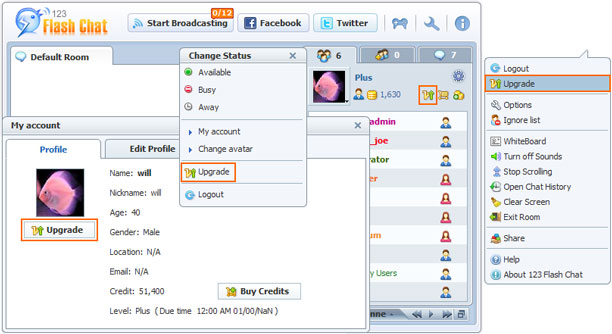 123
Flash Chat
Start Broadcasting
0/12
Facebook
Twitter
Default Room
6
0
7
Change Status
Available
Busy
Away
My account
Change avatar
Upgrade
Logout
Plus
1,630
admin
_joe
rator
er
um
y Users
nne
My account
Profile
Edit Profile
Upgrade
Name: will
Nickname: will
Age: 40
Gender: Male
Location: N/A
Email: N/A
Credit: 51,400
Buy Credits
Level: Plus ( Due time 12:00 AM 01/00/NaN )
Logout
Upgrade
Options
Ignore list
WhiteBoard
Turn off Sounds
Stop Scrolling
Open Chat History
Clear Screen
Exit Room
Share
Help
About 123 Flash Chat